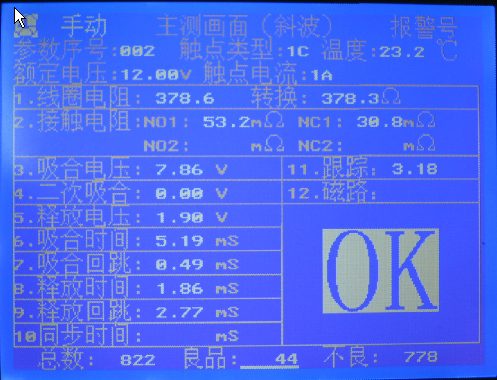 手动 主测画面（斜波） 报警号
参数序号:002 触点类型:1C 温度:23.2 ℃
额定电压:12.00V 触点电流:1A
1.线圈电阻: 378.6 转换: 378.3Ω
2.接触电阻:NO1: 53.2mΩ NC1: 30.8mΩ
NO2: mΩ NC2: mΩ
3.吸合电压: 7.86 V 11.跟踪: 3.18
4.二次吸合: 0.00 V 12.磁路:
5.释放电压: 1.90 V
6.吸合时间: 5.19 mS
7.吸合回跳: 0.49 mS
8.释放时间: 1.86 mS
9.释放回跳: 2.77 mS
10同步时间: mS
OK
总数: 822 良品: 44 不良: 778